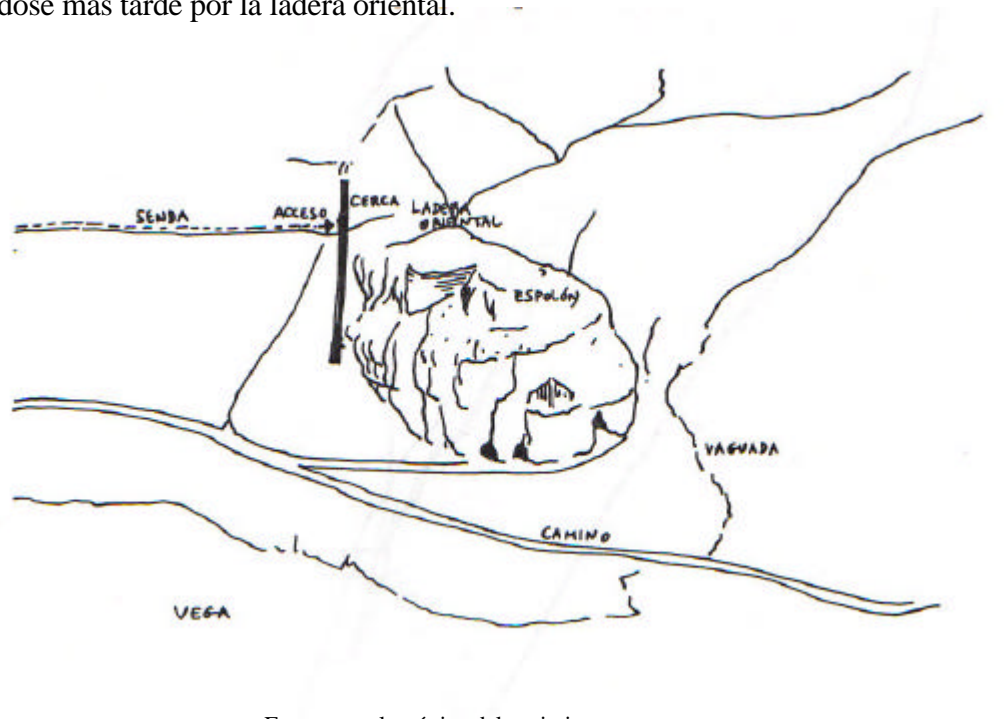 dose más tarde por la ladera oriental.
SENDA
ACCESO
CERCA
LADERA
ORIENTAL
ESPOLÓN
VAGUADA
CAMINO
VEGA